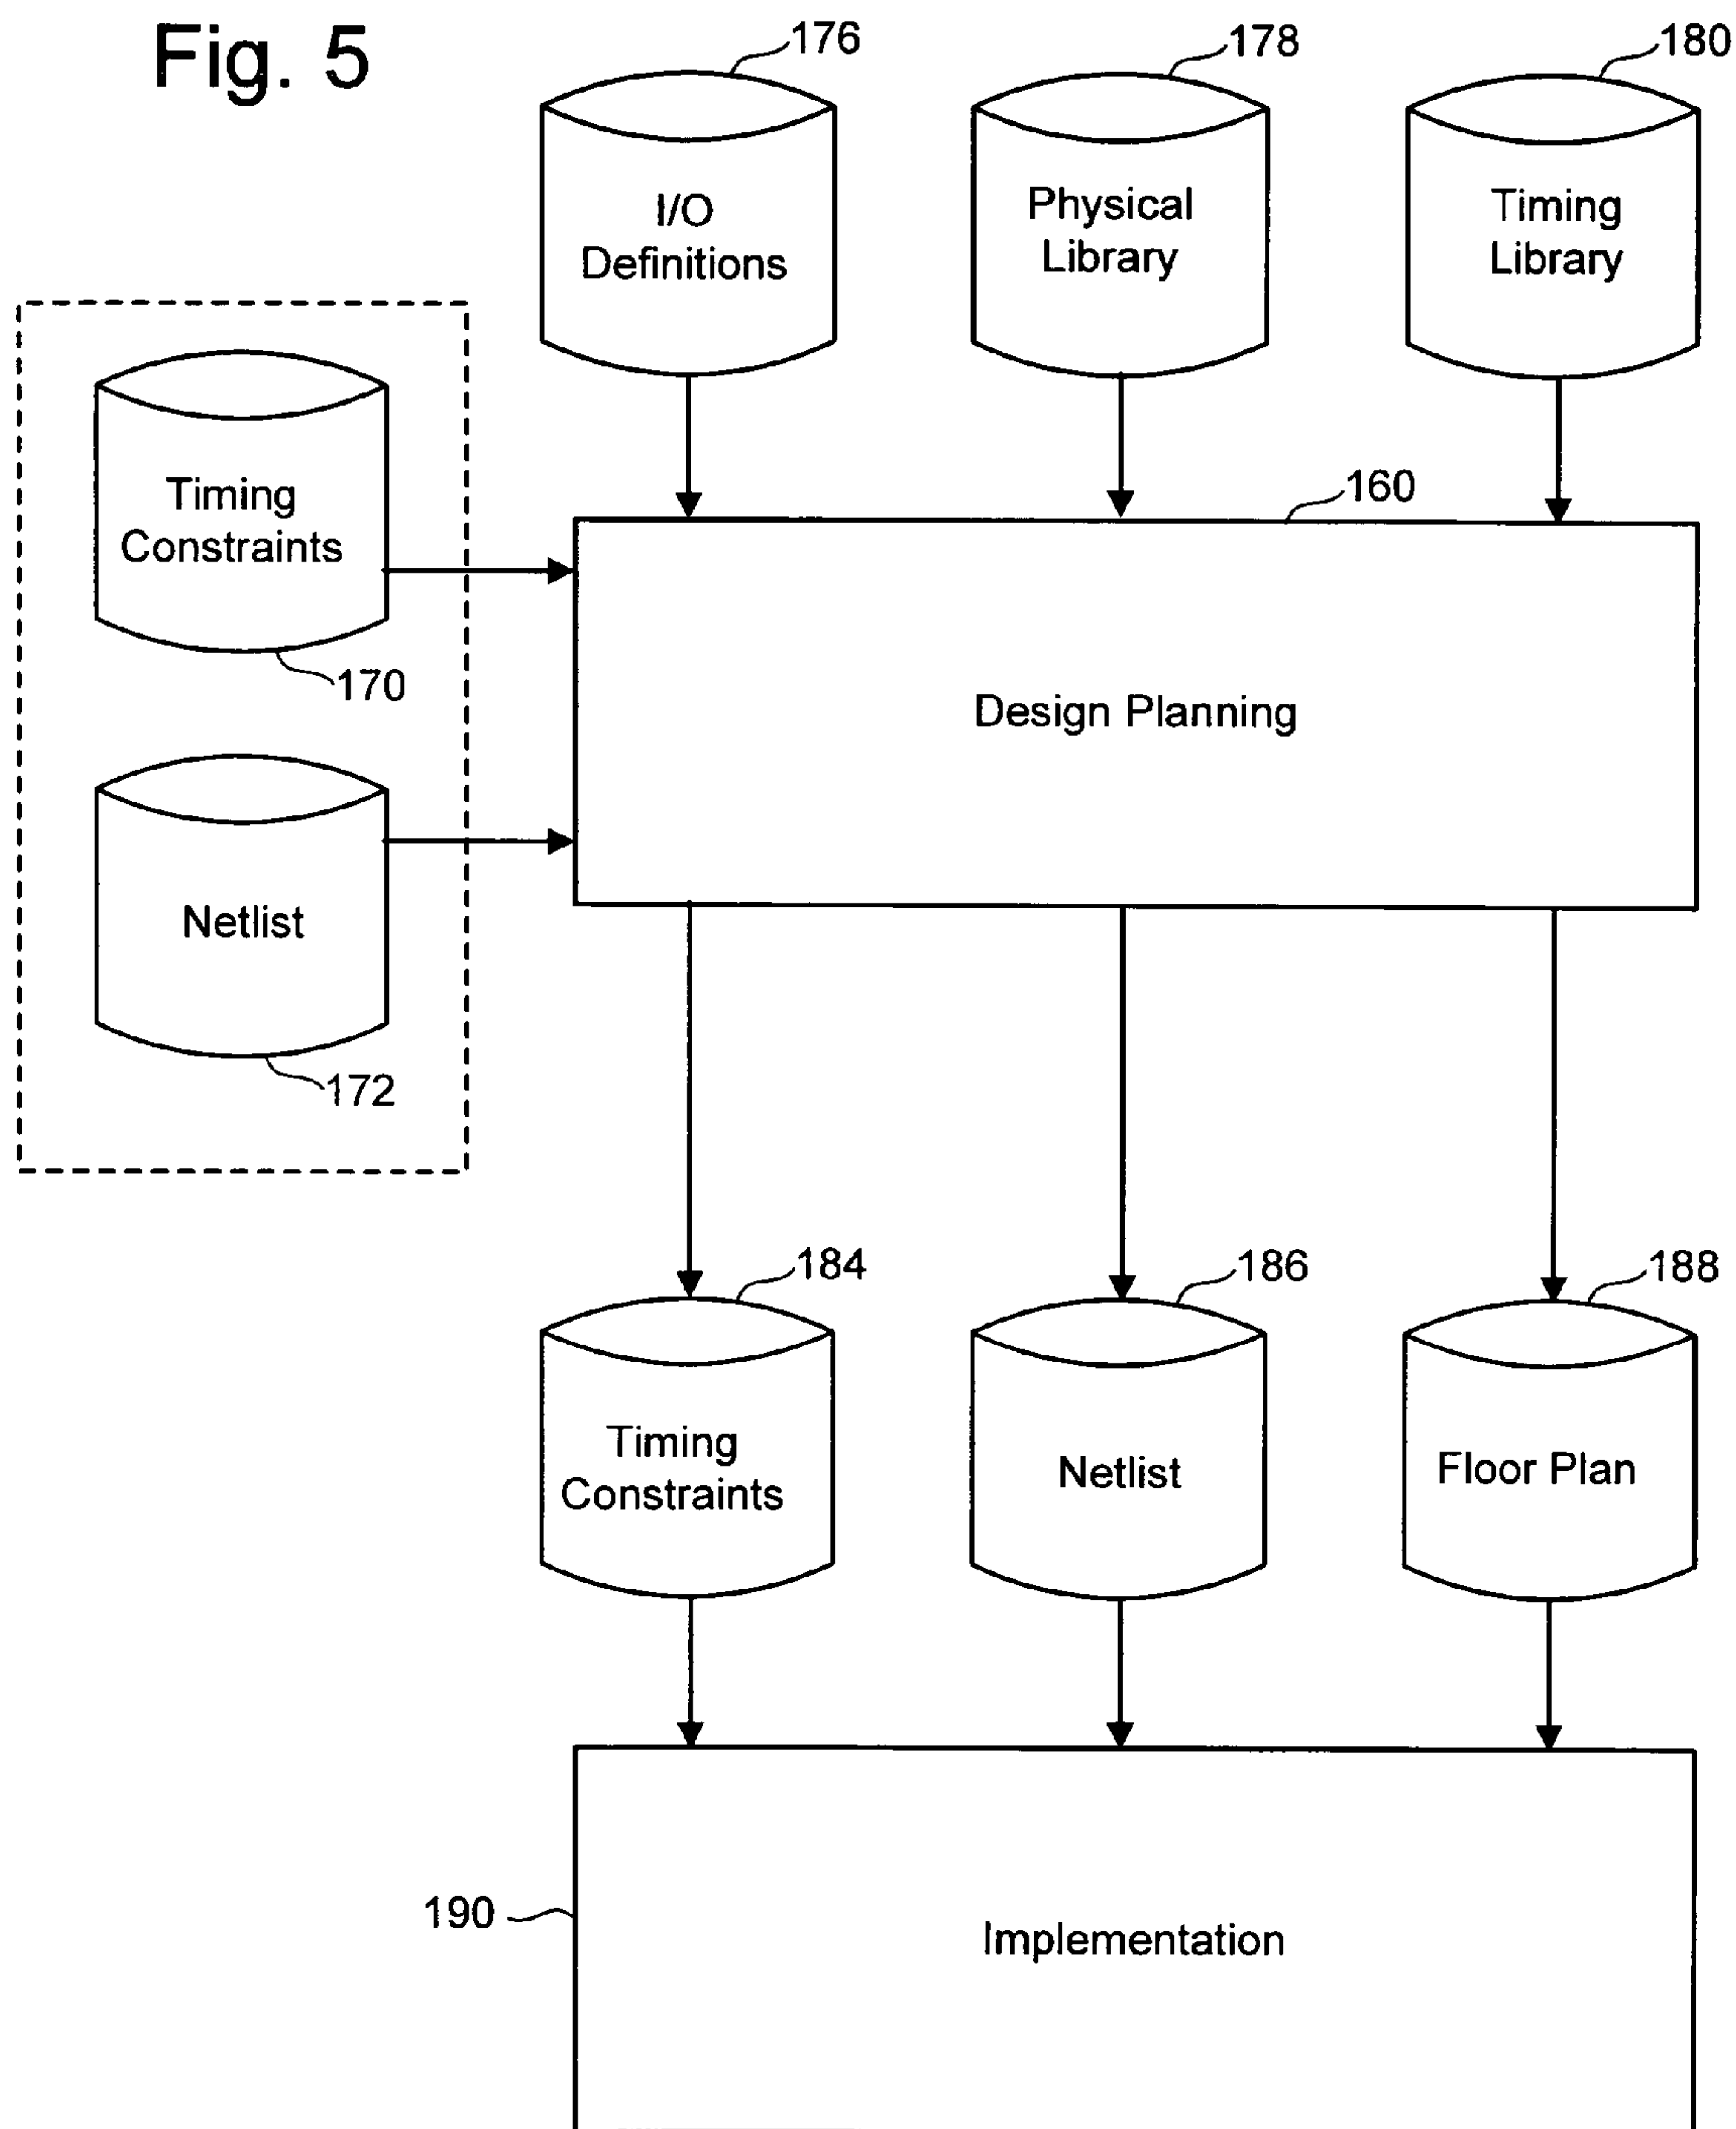 Fig. 5
176
178
180
I/O
Definitions
Physical
Library
Timing
Library
Timing
Constraints
170
160
Design Planning
Netlist
172
184
186
188
Timing
Constraints
Netlist
Floor Plan
190
Implementation